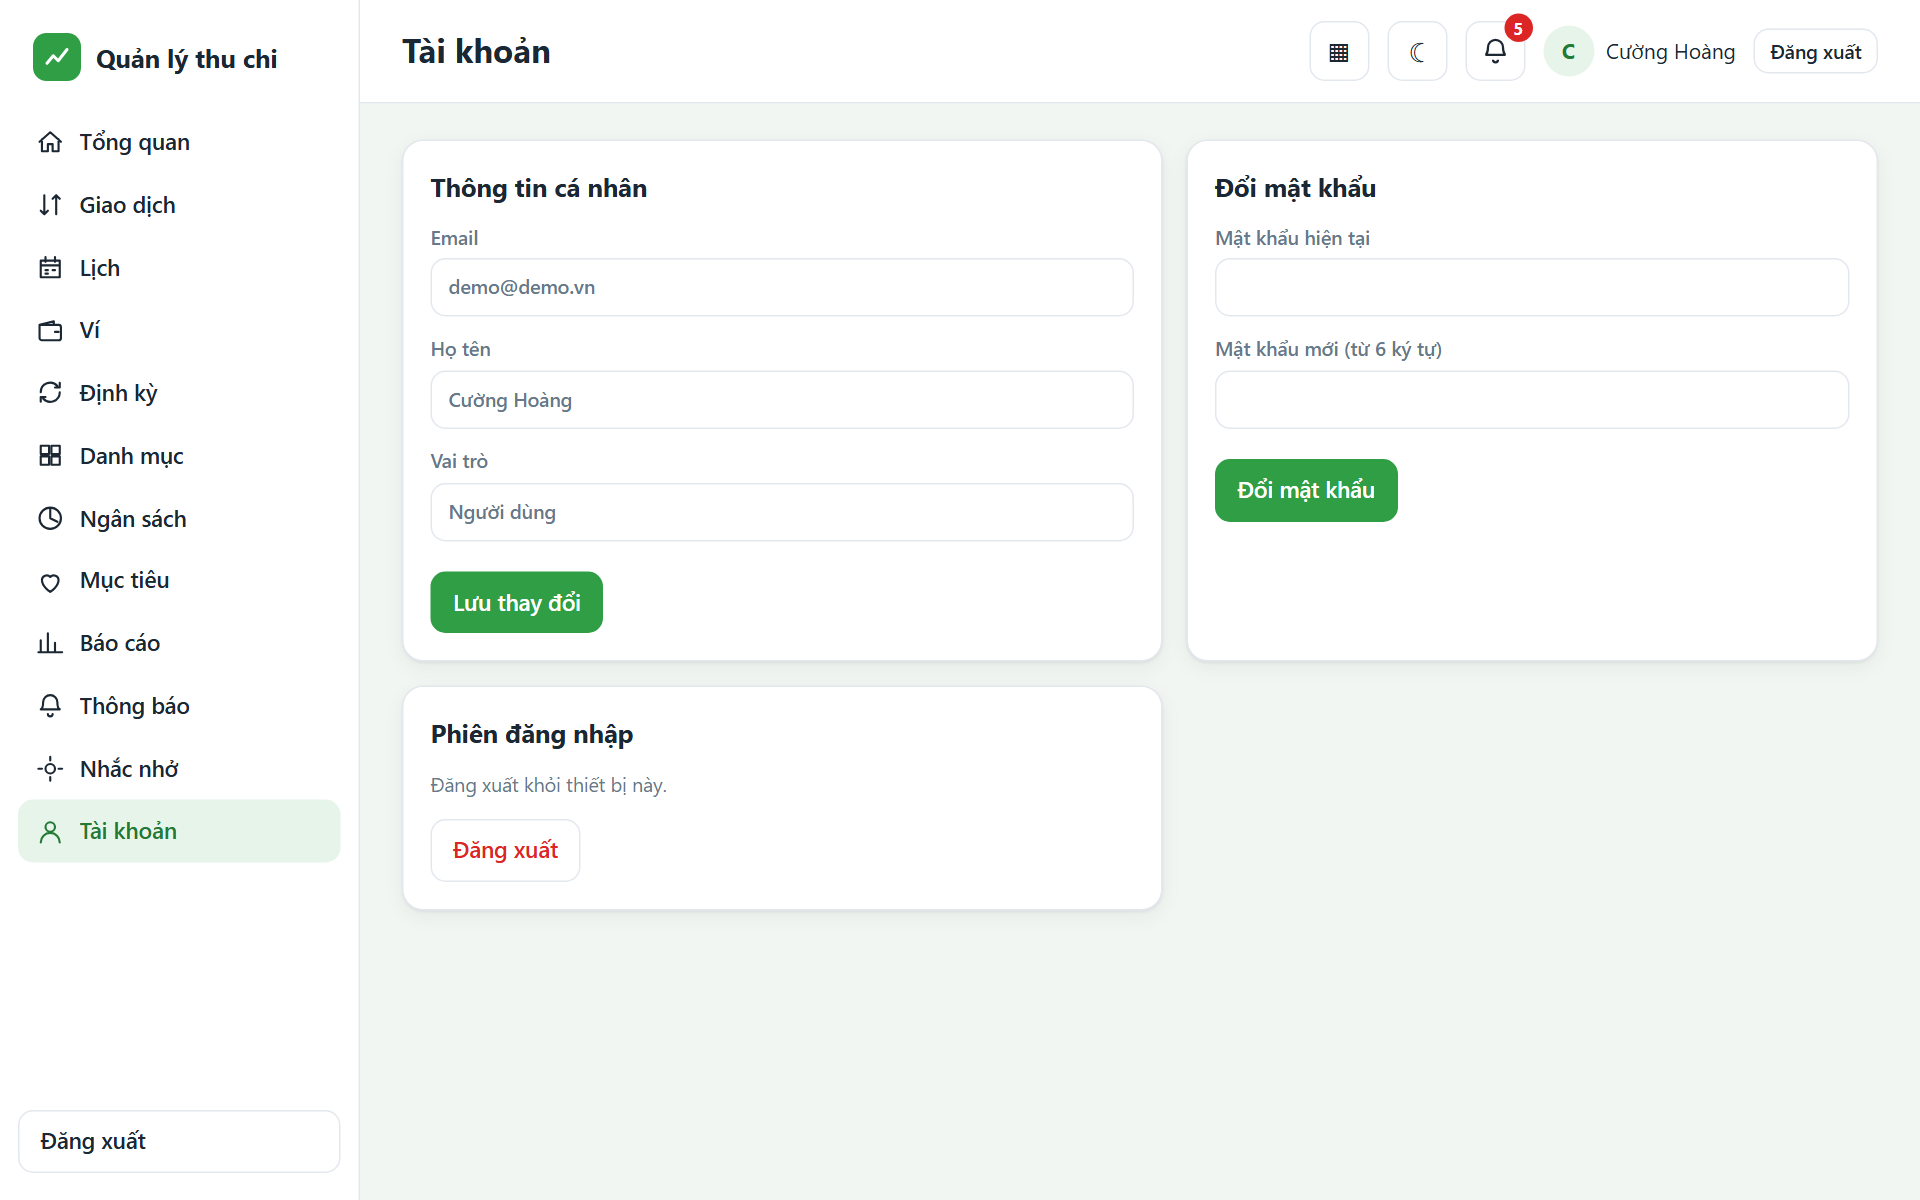 Quản lý thu chi
Tổng quan
Giao dịch
Lịch
Ví
Định kỳ
Danh mục
Ngân sách
Mục tiêu
Báo cáo
Thông báo
Nhắc nhở
Tài khoản
Đăng xuất
Tài khoản
5
C
Cường Hoàng
Đăng xuất
Thông tin cá nhân
Email
demo@demo.vn
Họ tên
Cường Hoàng
Vai trò
Người dùng
Lưu thay đổi
Đổi mật khẩu
Mật khẩu hiện tại
Mật khẩu mới (từ 6 ký tự)
Đổi mật khẩu
Phiên đăng nhập
Đăng xuất khỏi thiết bị này.
Đăng xuất